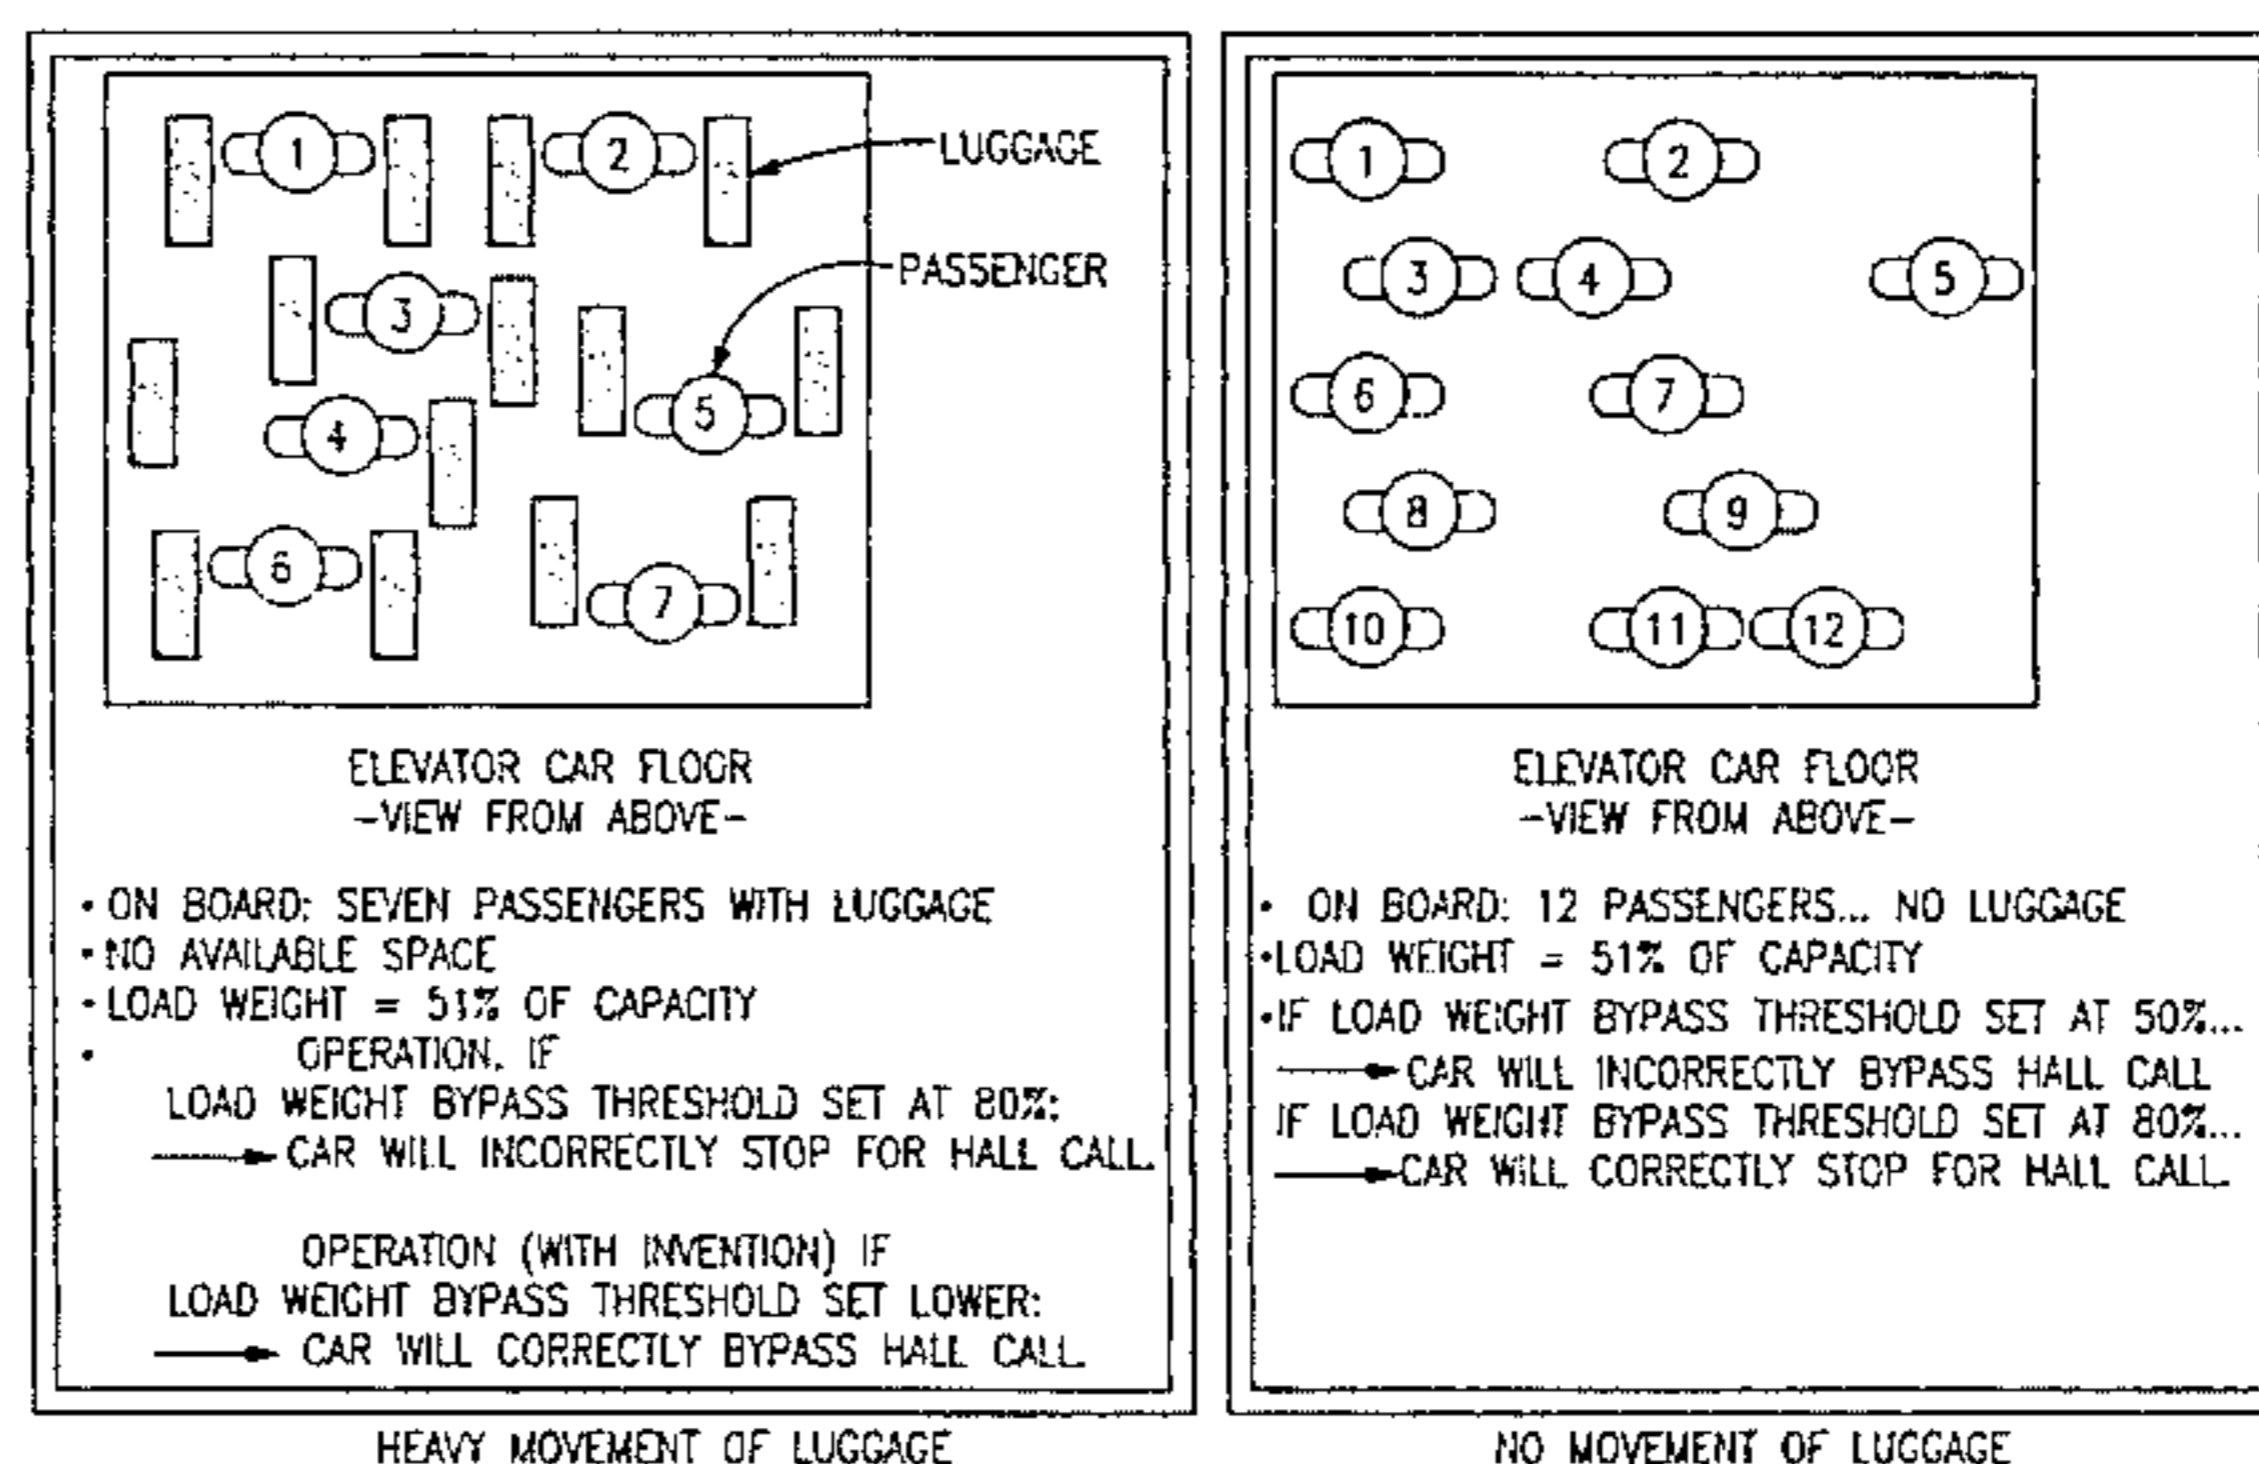 1
2
LUGGAGE
PASSENGER
3
4
5
6
7
ELEVATOR CAR FLOOR
-VIEW FROM ABOVE-
• ON BOARD: SEVEN PASSENGERS WITH LUGGAGE
• NO AVAILABLE SPACE
• LOAD WEIGHT = 51% OF CAPACITY
• OPERATION. IF
LOAD WEIGHT BYPASS THRESHOLD SET AT 80%:
CAR WILL INCORRECTLY STOP FOR HALL CALL.
OPERATION (WITH INVENTION) IF
LOAD WEIGHT BYPASS THRESHOLD SET LOWER:
CAR WILL CORRECTLY BYPASS HALL CALL.
HEAVY MOVEMENT OF LUGGAGE
1
2
3
4
5
6
7
8
9
10
11
12
ELEVATOR CAR FLOOR
-VIEW FROM ABOVE-
• ON BOARD: 12 PASSENGERS... NO LUGGAGE
• LOAD WEIGHT = 51% OF CAPACITY
• IF LOAD WEIGHT BYPASS THRESHOLD SET AT 50%...
CAR WILL INCORRECTLY BYPASS HALL CALL
IF LOAD WEIGHT BYPASS THRESHOLD SET AT 80%...
CAR WILL CORRECTLY STOP FOR HALL CALL.
NO MOVEMENT OF LUGGAGE